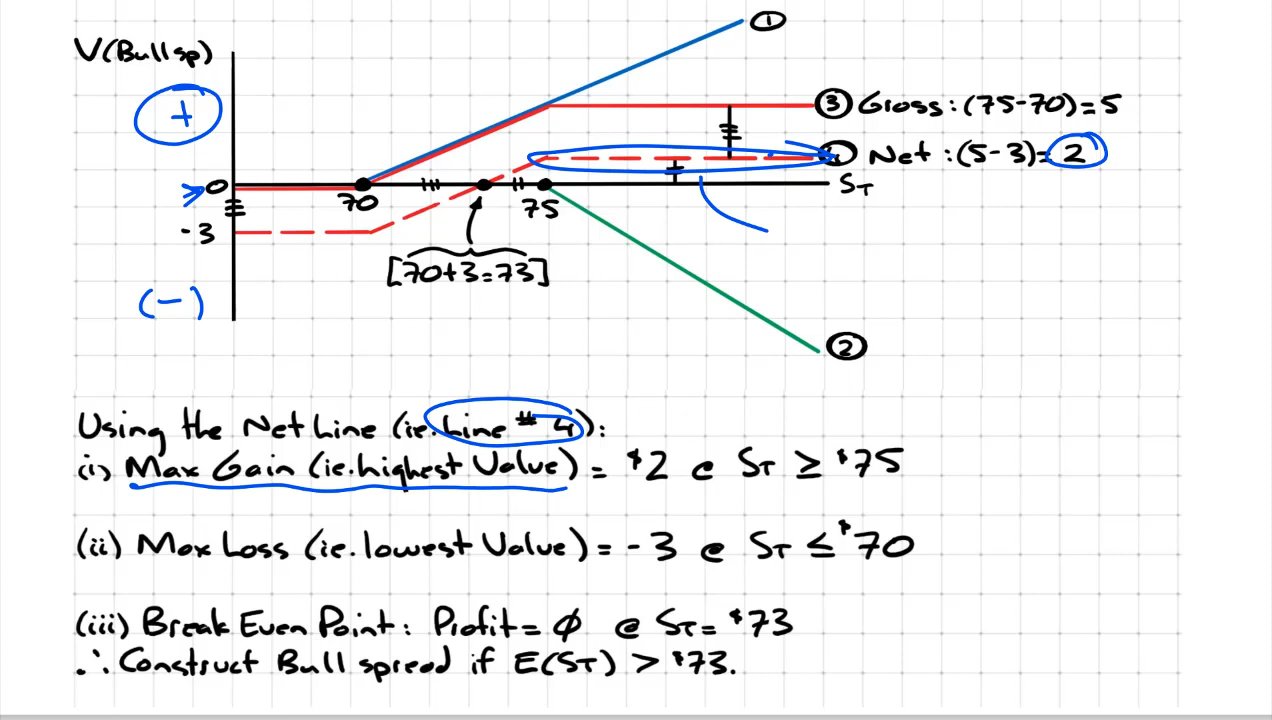 ①
V(Bull sp)
+
③ Gross: (75-70)=5
Net: (5-3)=2
0
70
75
ST
-3
[70+3=73]
(-)
②
Using the Net Line (ie. Line #4):
(i) Max Gain (ie. highest Value) = $2 @ ST ≥ $75
(ii) Max Loss (ie. lowest Value) = -3 @ ST ≤ $70
(iii) Break Even Point: Profit = ϕ @ ST = $73
∴ Construct Bull spread if E(ST) > $73.